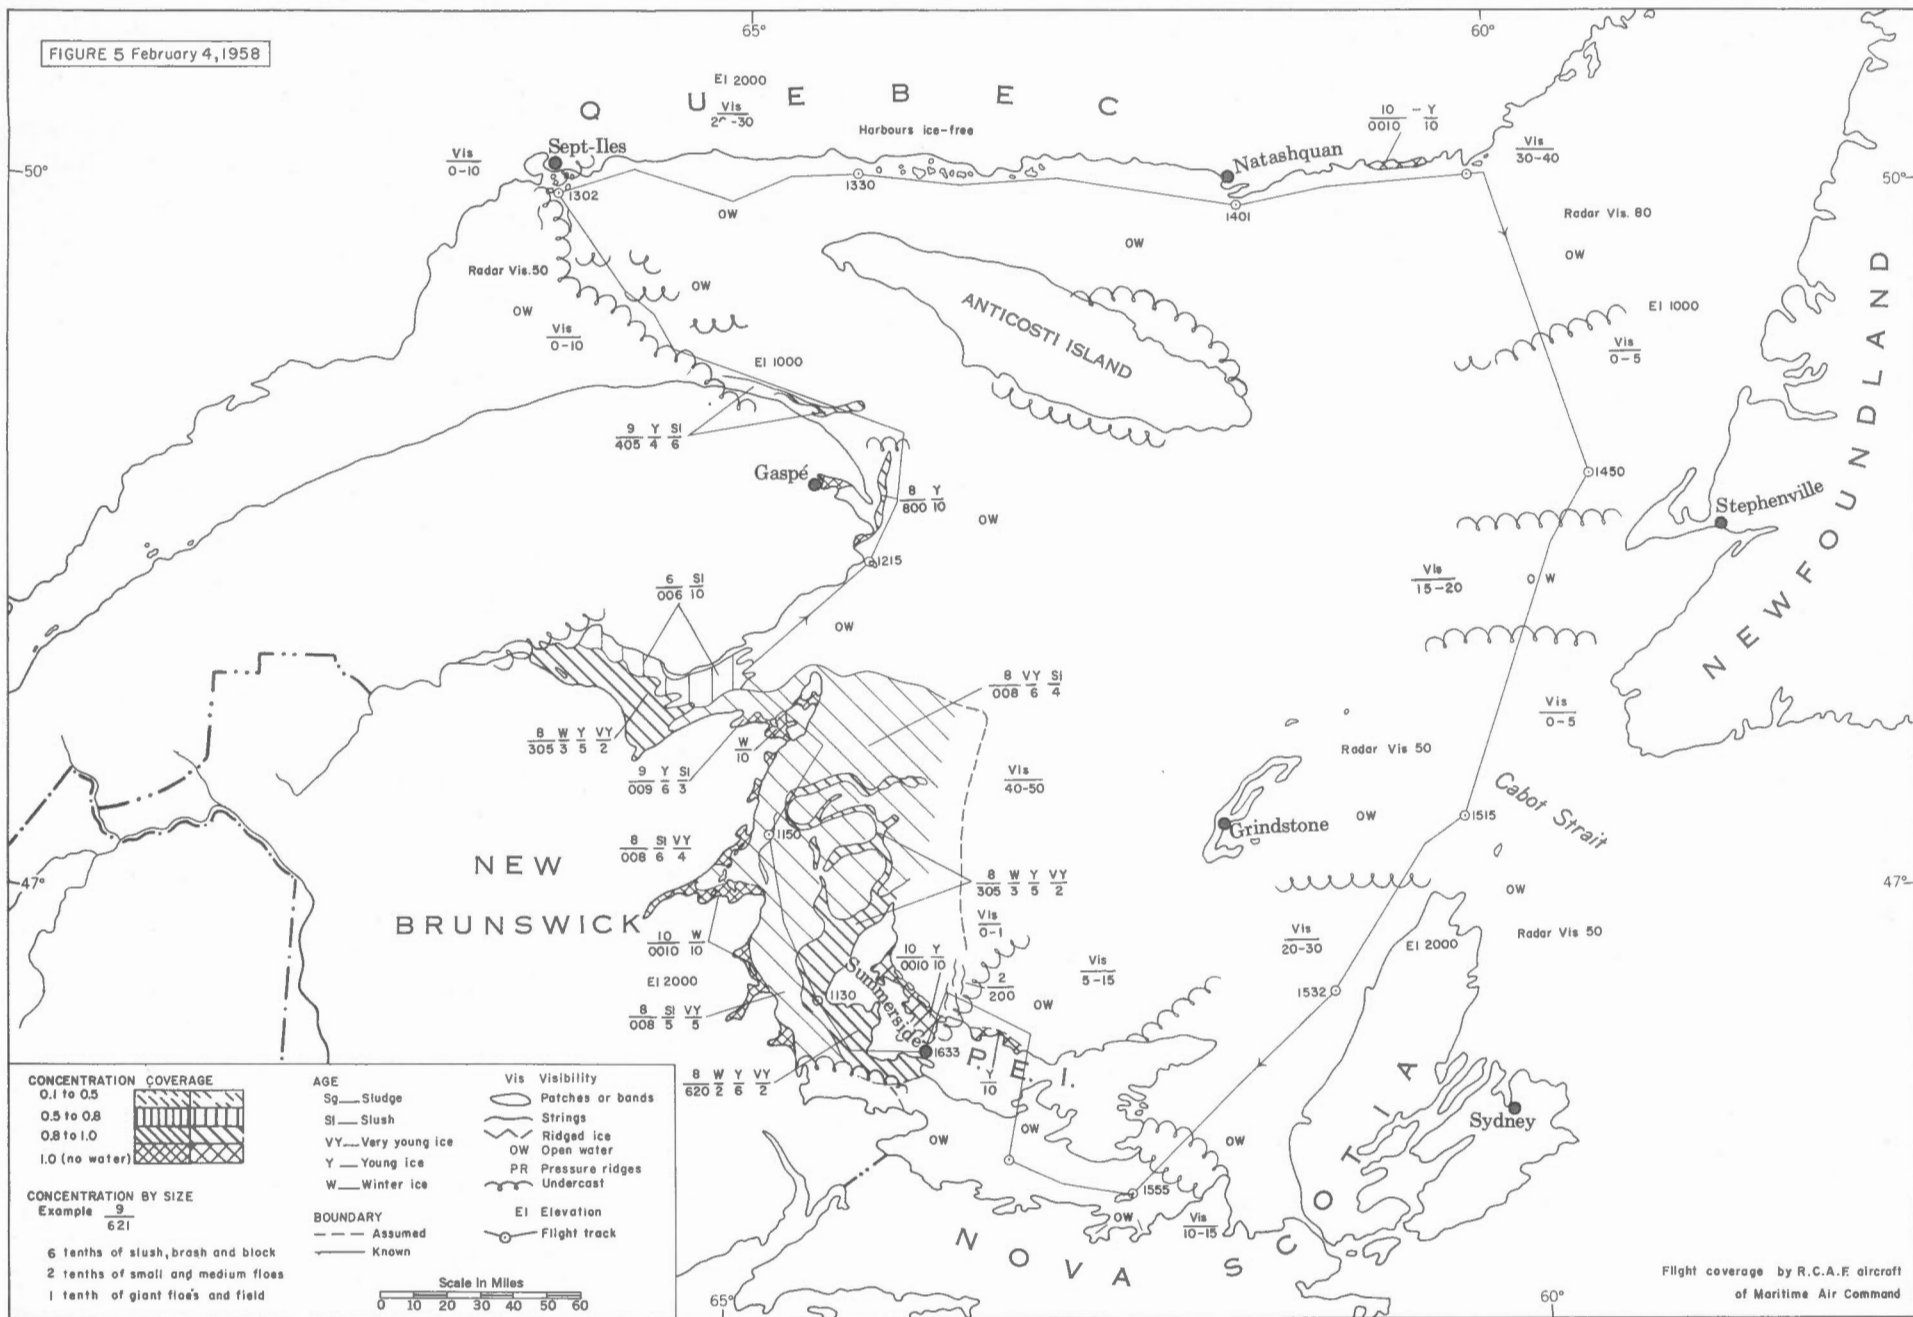 FIGURE 5 February 4, 1958
65°
60°
El 2000
QUEBEC
Vis
-30
Harbours ice-free
10
0010 - Y
10
Sept-Iles
Vis
0-10
Natashquan
Vis
30-40
50°
50°
1302
1330
1401
OW
Radar Vis. 80
OW
OW
Radar Vis. 50
OW
OW
Vis
0-10
ANTICOSTI ISLAND
El 1000
Vis
0-5
El 1000
NEWFOUNDLAND
9 Y Sl
405 4 6
Gaspé
1450
8 Y
800 10
Stephenville
OW
1215
Vis
15-20
O W
6 Sl
006 10
OW
8 VY Sl
008 6 4
Vis
0-5
8 W Y VY
305 3 5 2
W
10
Radar Vis 50
9 Y Sl
009 6 3
Vis
40-50
Cabot Strait
1150
Grindstone
OW
1515
8 Sl VY
008 6 4
NEW
BRUNSWICK
47°
47°
8 W Y VY
305 3 5 2
OW
Vis
0-1
10 W
0010 10
10 Y
0010 10
Vis
20-30
El 2000
Radar Vis 50
El 2000
Summerside
2
200
Vis
5-15
OW
1130
1532
8 Sl VY
008 5 5
1633
P.E.I.
8 W Y VY
620 2 6 2
Y
10
Sydney
OW
OW
OW
1555
OW
Vis
10-15
NOVA SCOTIA
CONCENTRATION COVERAGE
0.1 to 0.5
0.5 to 0.8
0.8 to 1.0
1.0 (no water)
CONCENTRATION BY SIZE
Example 9
621
6 tenths of slush, brash and block
2 tenths of small and medium floes
1 tenth of giant floes and field
AGE
Sg Sludge
Sl Slush
VY Very young ice
Y Young ice
W Winter ice
BOUNDARY
Assumed
Known
Vis Visibility
Patches or bands
Strings
Ridged ice
OW Open water
PR Pressure ridges
Undercast
El Elevation
Flight track
Scale In Miles
0 10 20 30 40 50 60
65°
60°
Flight coverage by R.C.A.F. aircraft
of Maritime Air Command